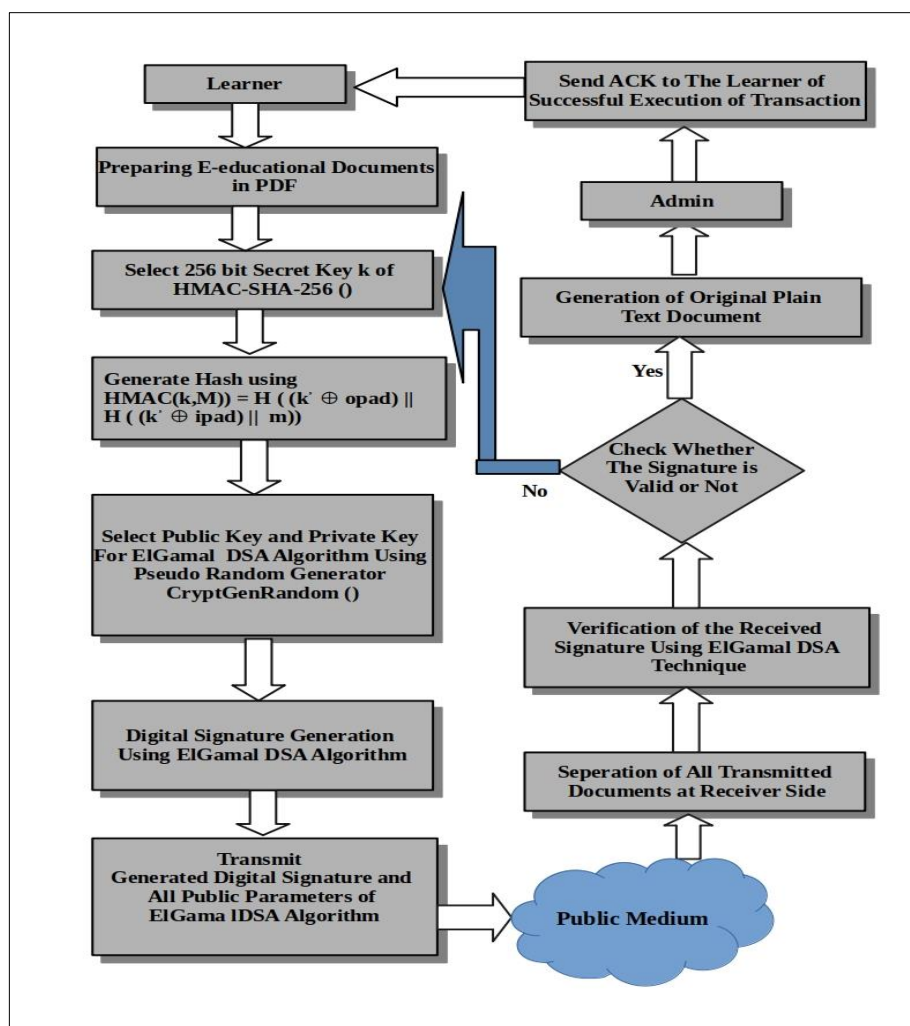 Learner
Preparing E-educational Documents
in PDF
Select 256 bit Secret Key k of
HMAC-SHA-256 ()
Generate Hash using
HMAC(k,M)) = H ( (k' ⊕ opad) ||
H ( (k' ⊕ ipad) || m))
Select Public Key and Private Key
For ElGamal DSA Algorithm Using
Pseudo Random Generator
CryptGenRandom ()
Digital Signature Generation
Using ElGamal DSA Algorithm
Transmit
Generated Digital Signature and
All Public Parameters of
ElGama lDSA Algorithm
Public Medium
Seperation of All Transmitted
Documents at Receiver Side
Verification of the Received
Signature Using ElGamal DSA
Technique
Check Whether
The Signature is
Valid or Not
No
Yes
Generation of Original Plain
Text Document
Admin
Send ACK to The Learner of
Successful Execution of Transaction